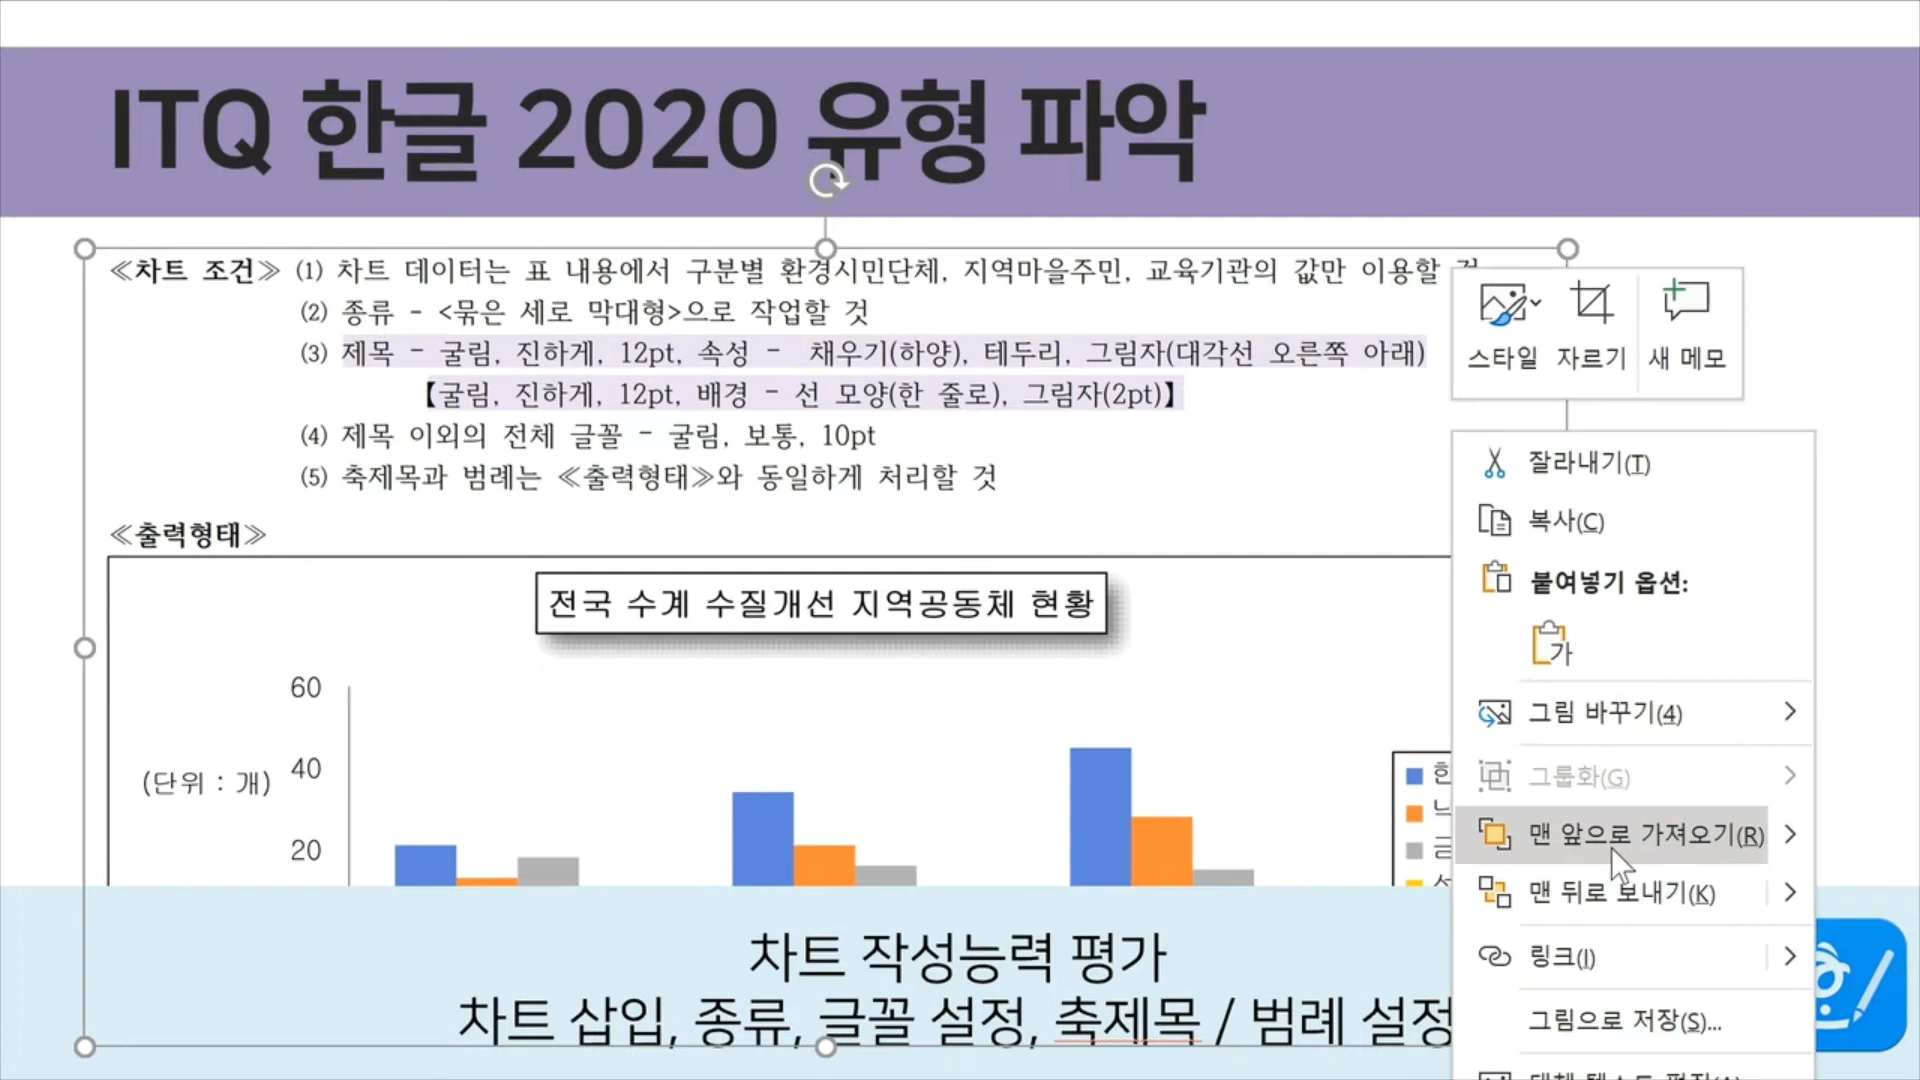 ITQ 한글 2020 유형 파악
≪차트 조건≫ (1) 차트 데이터는 표 내용에서 구분별 환경시민단체, 지역마을주민, 교육기관의 값만 이용할 것
(2) 종류 - <묶은 세로 막대형>으로 작업할 것
(3) 제목 - 굴림, 진하게, 12pt, 속성 - 채우기(하양), 테두리, 그림자(대각선 오른쪽 아래)
【굴림, 진하게, 12pt, 배경 - 선 모양(한 줄로), 그림자(2pt)】
(4) 제목 이외의 전체 글꼴 - 굴림, 보통, 10pt
(5) 축제목과 범례는 ≪출력형태≫와 동일하게 처리할 것
≪출력형태≫
전국 수계 수질개선 지역공동체 현황
60
40
20
(단위 : 개)
스타일
자르기
새 메모
잘라내기(T)
복사(C)
붙여넣기 옵션:
가
그림 바꾸기(4)
그룹화(G)
맨 앞으로 가져오기(R)
맨 뒤로 보내기(K)
링크(I)
그림으로 저장(S)...
차트 작성능력 평가
차트 삽입, 종류, 글꼴 설정, 축제목 / 범례 설정